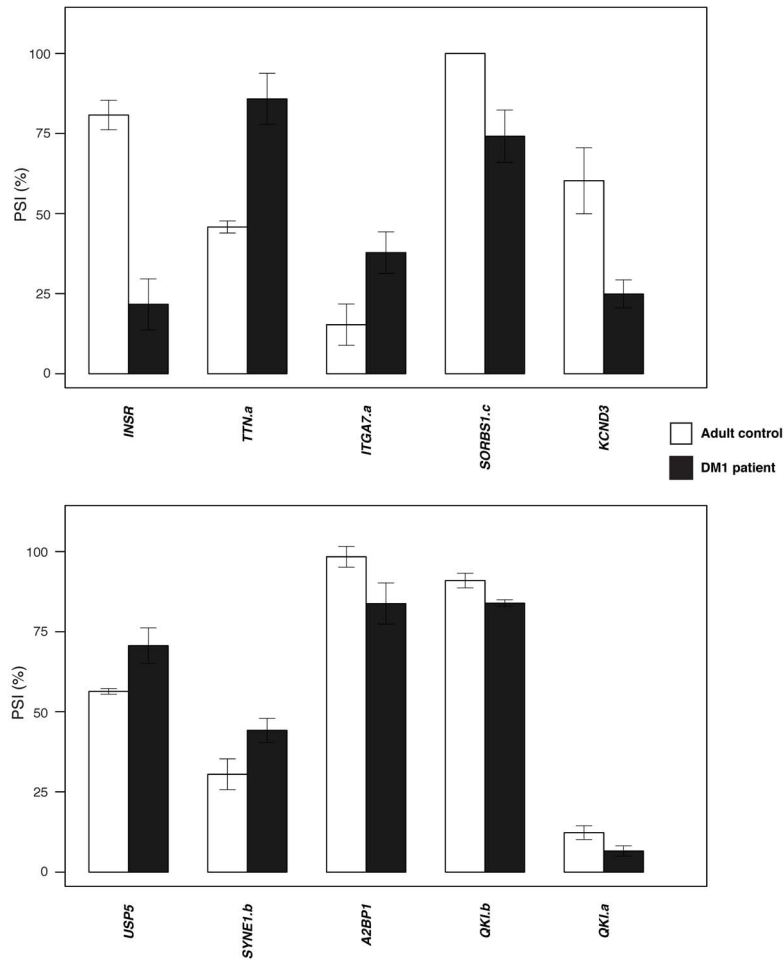 100
75
50
25
0
PSI (%)
INSR
TTN.a
ITGA7.a
SORBS1.c
KCND3
Adult control
DM1 patient
100
75
50
25
0
PSI (%)
USP5
SYNE1.b
A2BP1
QKI.b
QKI.a